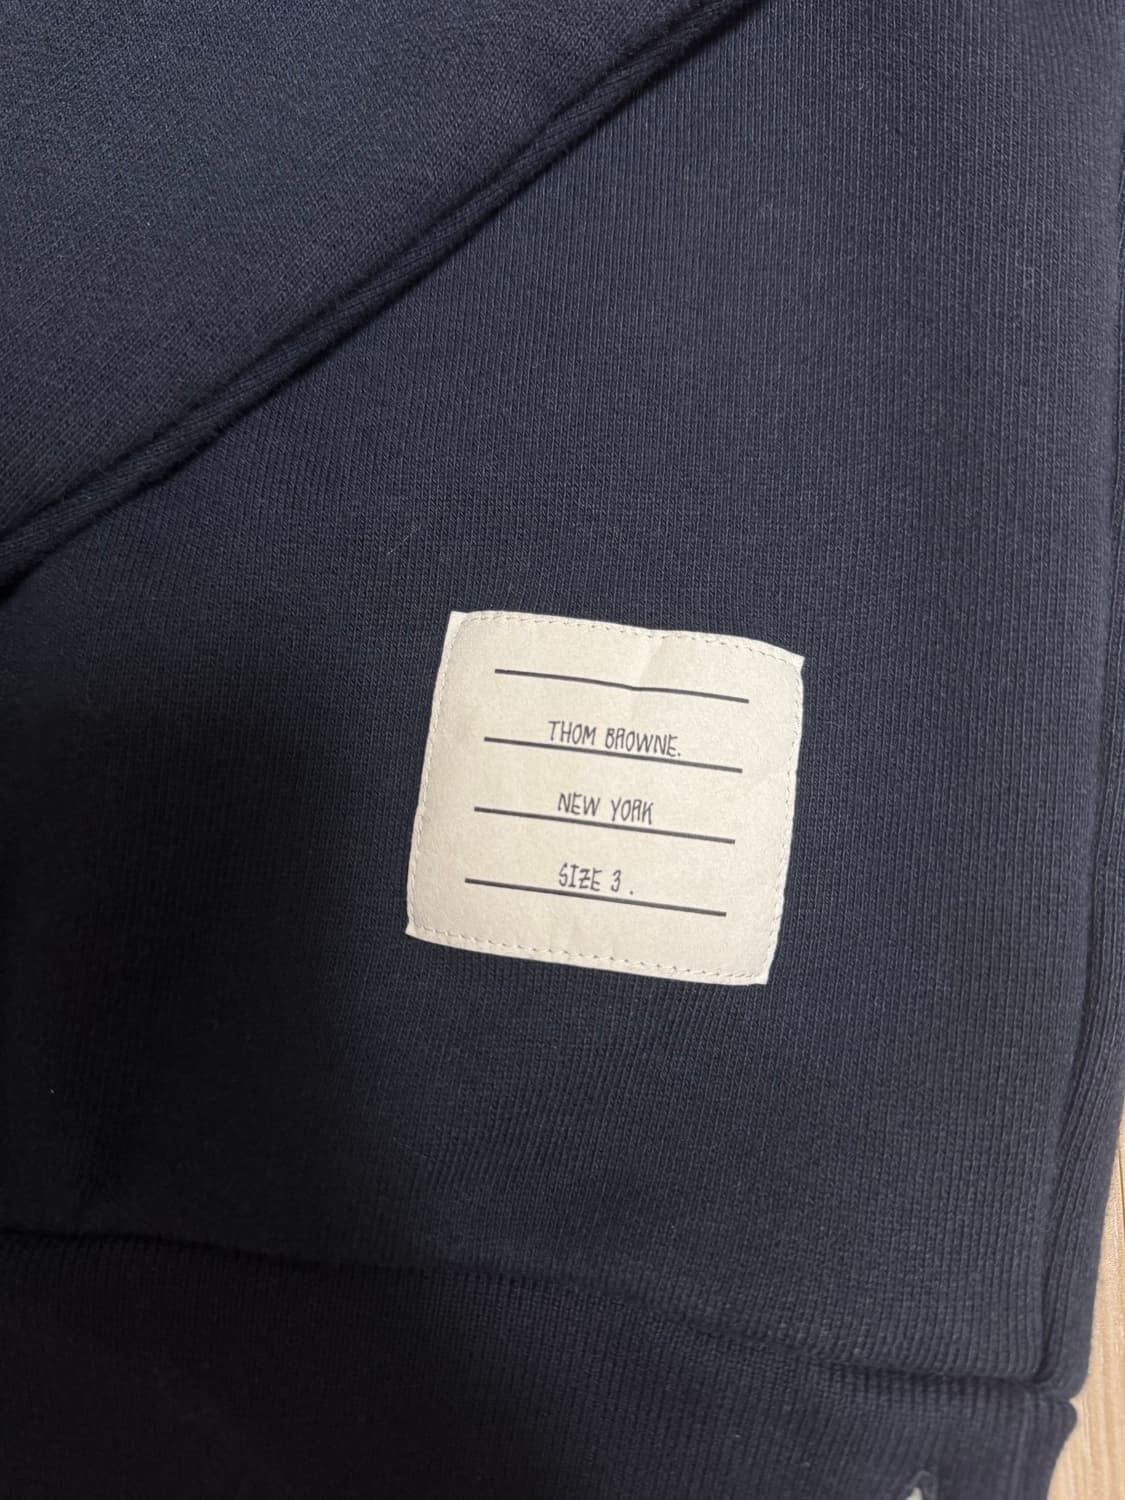 THOM BROWNE.
NEW YORK
SIZE 3 .